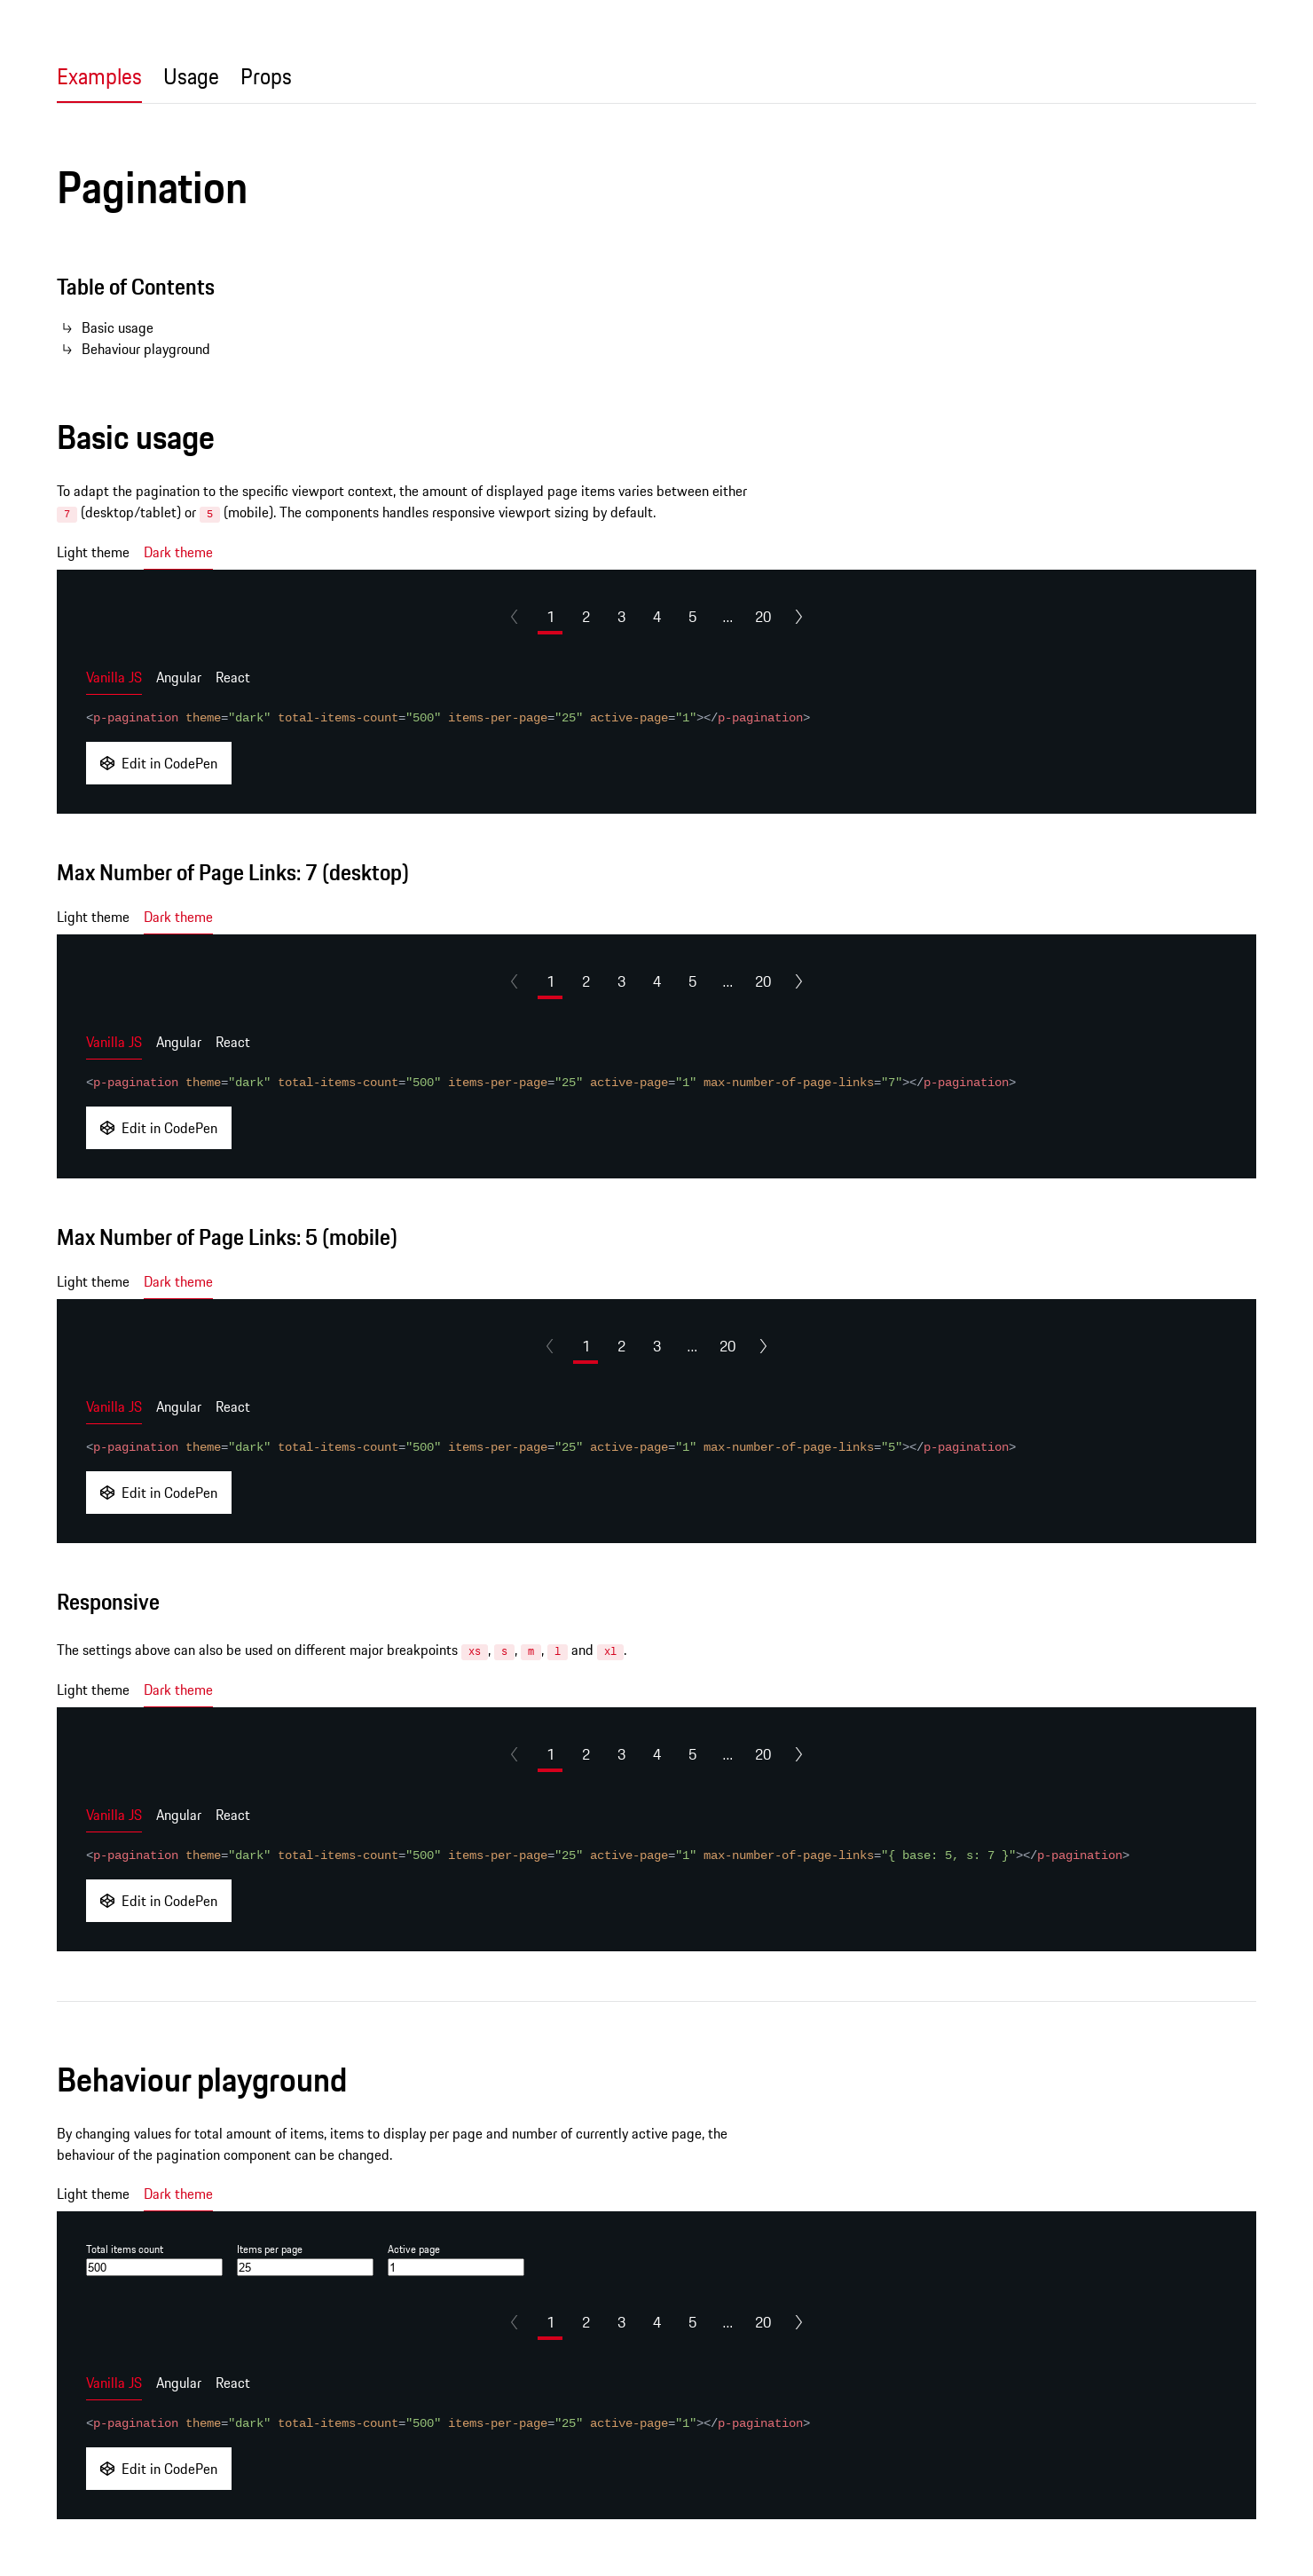 Examples Usage Props
Pagination
Table of Contents
Basic usage
Behaviour playground
Basic usage
To adapt the pagination to the specific viewport context, the amount of displayed page items varies between either
7 (desktop/tablet) or 5 (mobile). The components handles responsive viewport sizing by default.
Light theme Dark theme
1 2 3 4 5 ... 20
Vanilla JS Angular React
<p-pagination theme="dark" total-items-count="500" items-per-page="25" active-page="1"></p-pagination>
Edit in CodePen
Max Number of Page Links: 7 (desktop)
Light theme Dark theme
1 2 3 4 5 ... 20
Vanilla JS Angular React
<p-pagination theme="dark" total-items-count="500" items-per-page="25" active-page="1" max-number-of-page-links="7"></p-pagination>
Edit in CodePen
Max Number of Page Links: 5 (mobile)
Light theme Dark theme
1 2 3 ... 20
Vanilla JS Angular React
<p-pagination theme="dark" total-items-count="500" items-per-page="25" active-page="1" max-number-of-page-links="5"></p-pagination>
Edit in CodePen
Responsive
The settings above can also be used on different major breakpoints xs, s, m, l and xl.
Light theme Dark theme
1 2 3 4 5 ... 20
Vanilla JS Angular React
<p-pagination theme="dark" total-items-count="500" items-per-page="25" active-page="1" max-number-of-page-links="{ base: 5, s: 7 }"></p-pagination>
Edit in CodePen
Behaviour playground
By changing values for total amount of items, items to display per page and number of currently active page, the
behaviour of the pagination component can be changed.
Light theme Dark theme
Total items count Items per page Active page
500 25 1
1 2 3 4 5 ... 20
Vanilla JS Angular React
<p-pagination theme="dark" total-items-count="500" items-per-page="25" active-page="1"></p-pagination>
Edit in CodePen